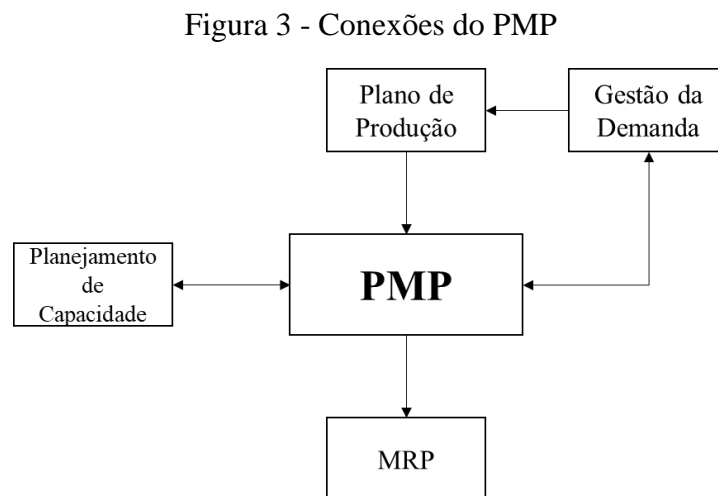 Figura 3 - Conexões do PMP
Plano de
Produção
Gestão da
Demanda
Planejamento
de
Capacidade
PMP
MRP